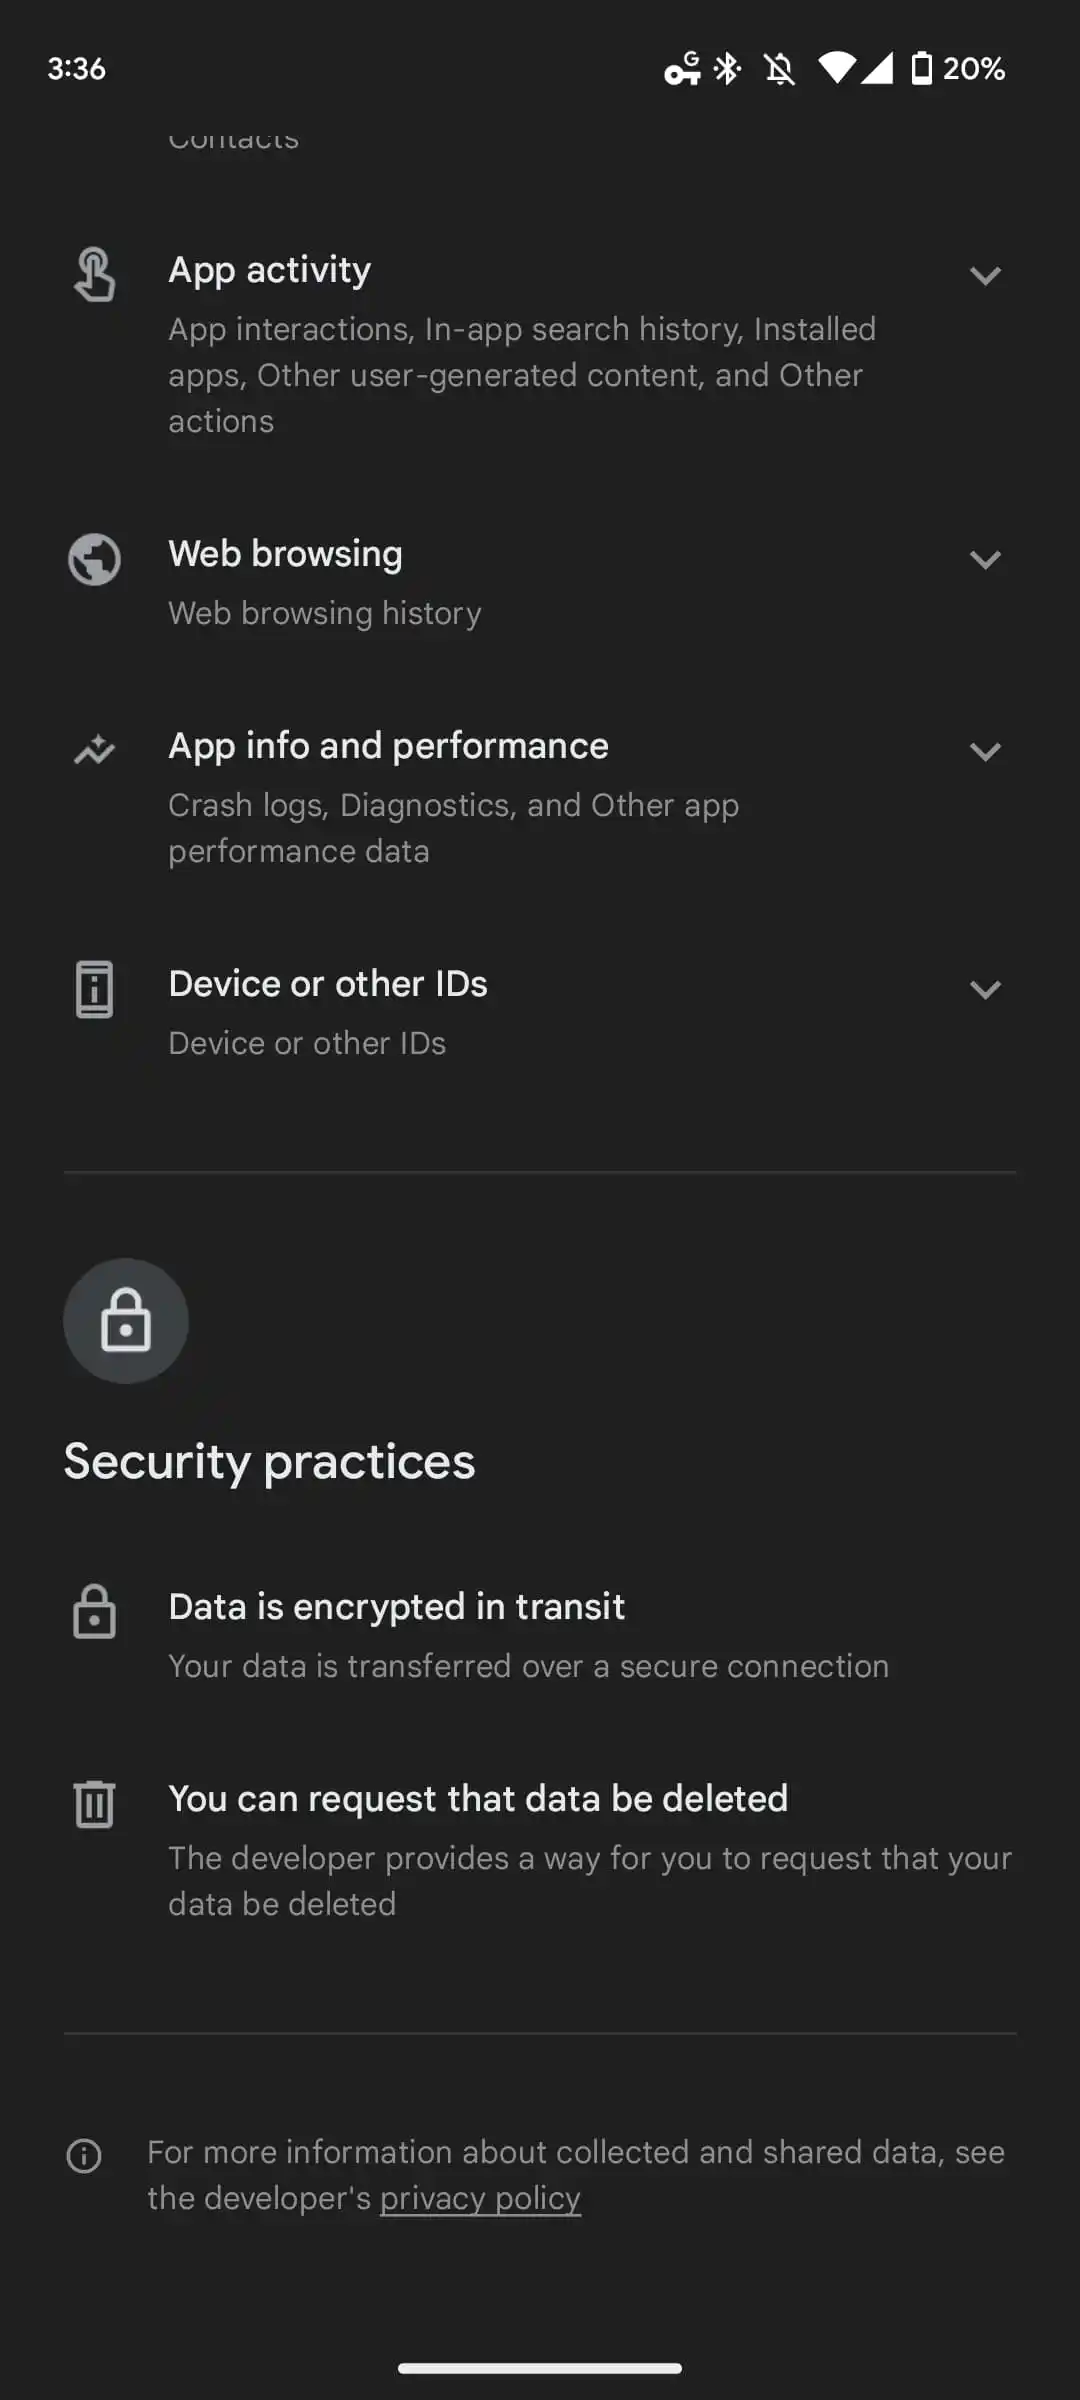 3:36
G
20%
Contacts
App activity
App interactions, In-app search history, Installed
apps, Other user-generated content, and Other
actions
Web browsing
Web browsing history
App info and performance
Crash logs, Diagnostics, and Other app
performance data
Device or other IDs
Device or other IDs
Security practices
Data is encrypted in transit
Your data is transferred over a secure connection
You can request that data be deleted
The developer provides a way for you to request that your
data be deleted
For more information about collected and shared data, see
the developer's privacy policy